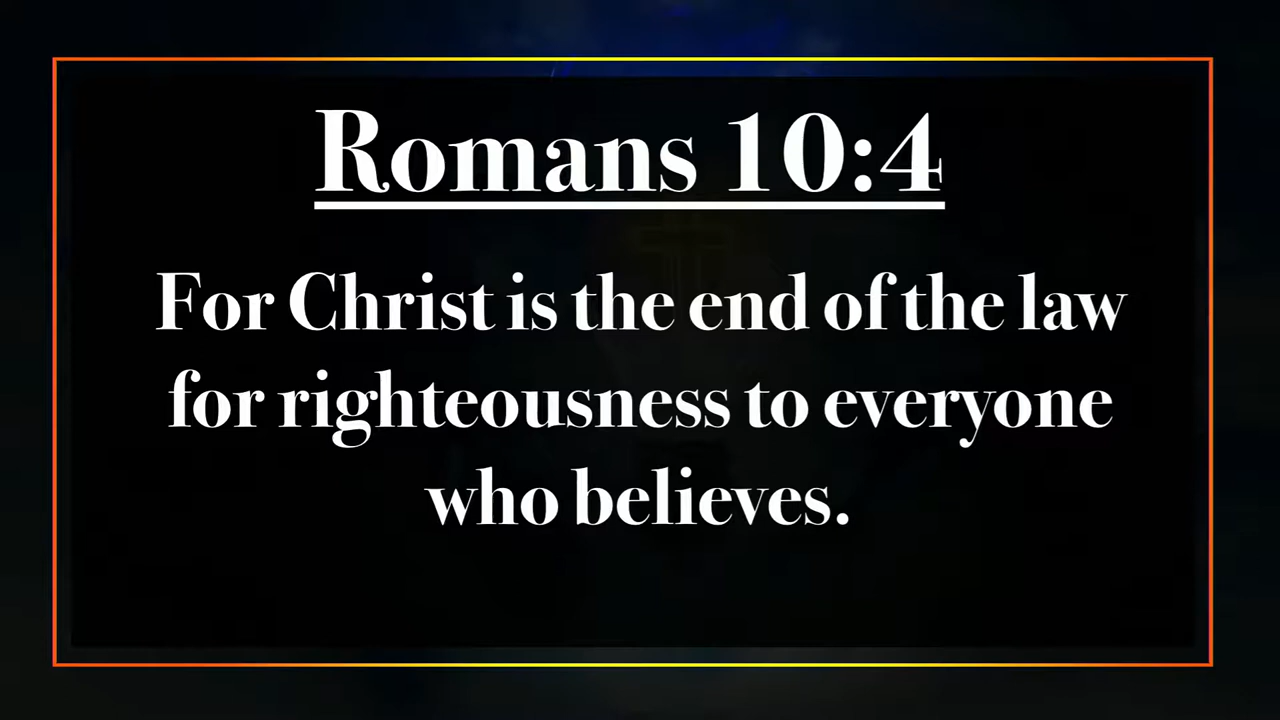 Romans 10:4
For Christ is the end of the law
for righteousness to everyone
who believes.